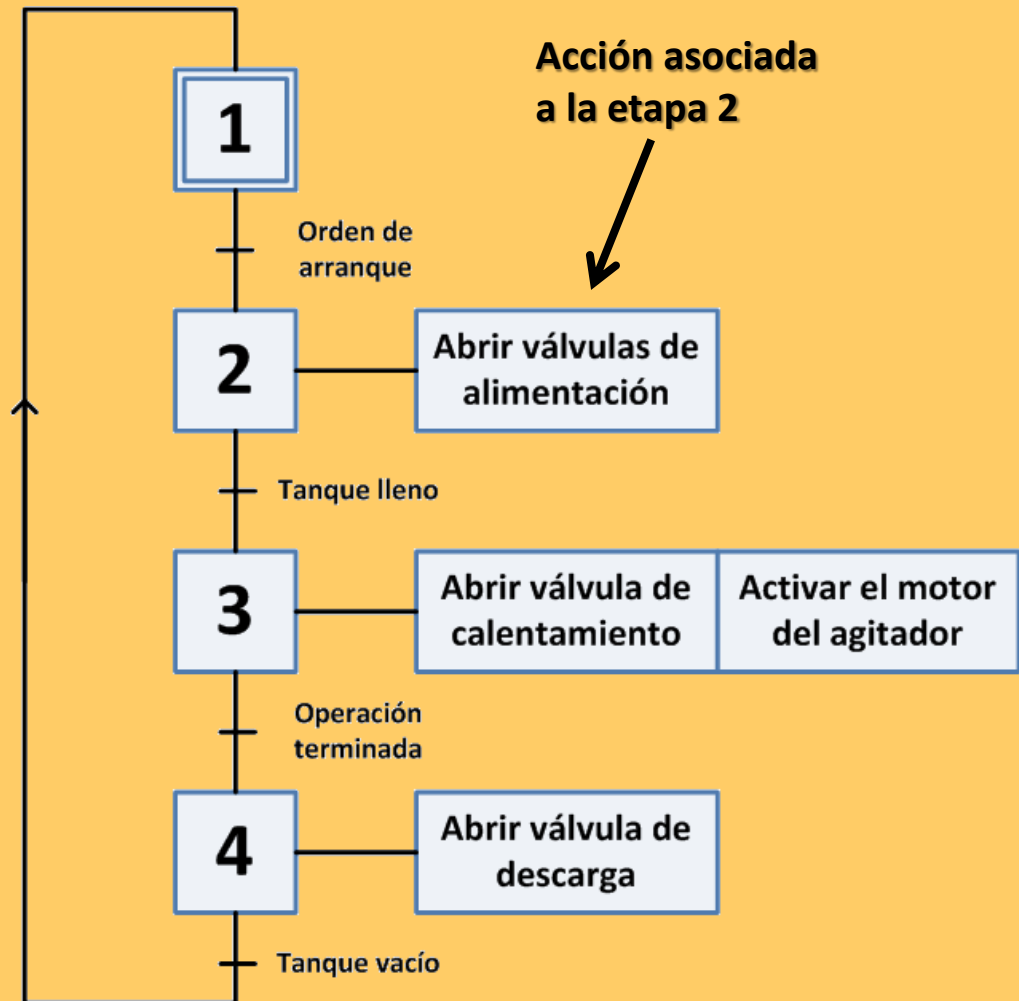 Acción asociada
a la etapa 2
1
Orden de
arranque
2
Abrir válvulas de
alimentación
Tanque lleno
3
Abrir válvula de
calentamiento
Activar el motor
del agitador
Operación
terminada
4
Abrir válvula de
descarga
Tanque vacío